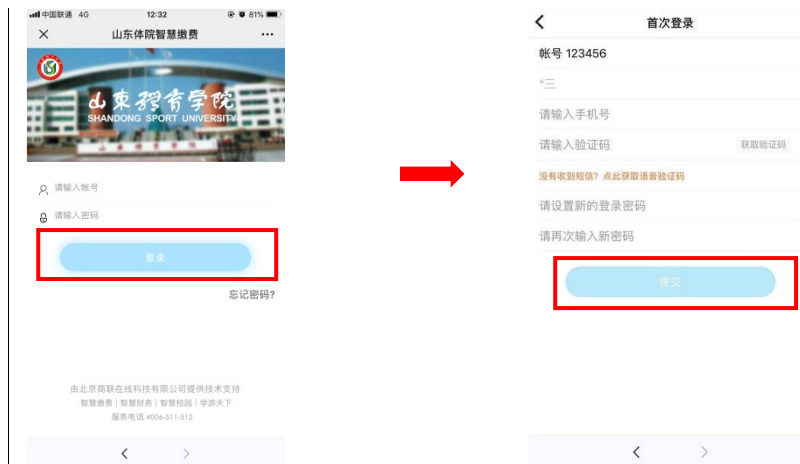 中国联通 4G 12:32 81%
山东体院智慧缴费
山東體育学院
SHANDONG SPORT UNIVERSITY
请输入帐号
请输入密码
登录
忘记密码?
由北京商联在线科技有限公司提供技术支持
智慧缴费 | 智慧财务 | 智慧校园 | 学游天下
服务电话 4006-511-512
首次登录
帐号 123456
*三
请输入手机号
请输入验证码 获取验证码
没有收到短信? 点此获取语音验证码
请设置新的登录密码
请再次输入新密码
提交